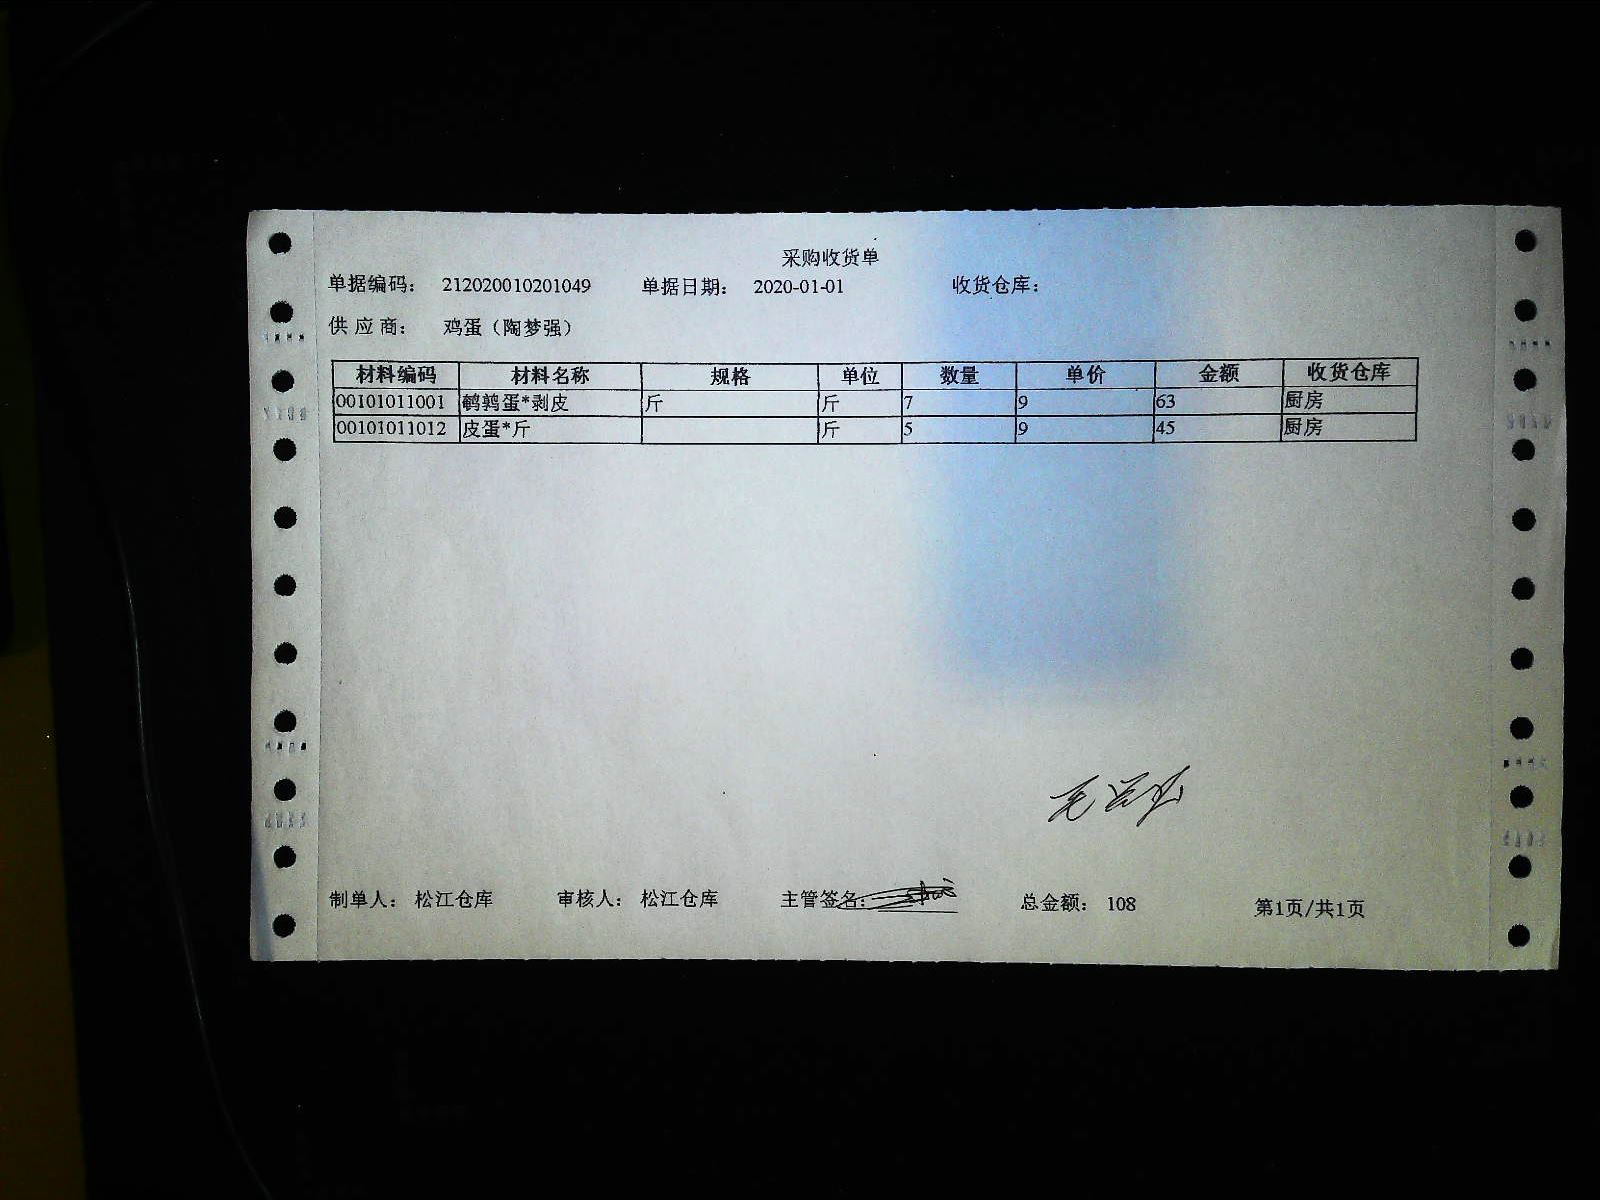 采购收货单
单据编码： 212020010201049 单据日期： 2020-01-01 收货仓库：
供 应 商： 鸡蛋（陶梦强）
材料编码 材料名称 规格 单位 数量 单价 金额 收货仓库
00101011001 鹌鹑蛋*剥皮 斤 斤 7 9 63 厨房
00101011012 皮蛋*斤 斤 5 9 45 厨房
制单人： 松江仓库 审核人： 松江仓库 主管签名： 总金额： 108 第1页/共1页